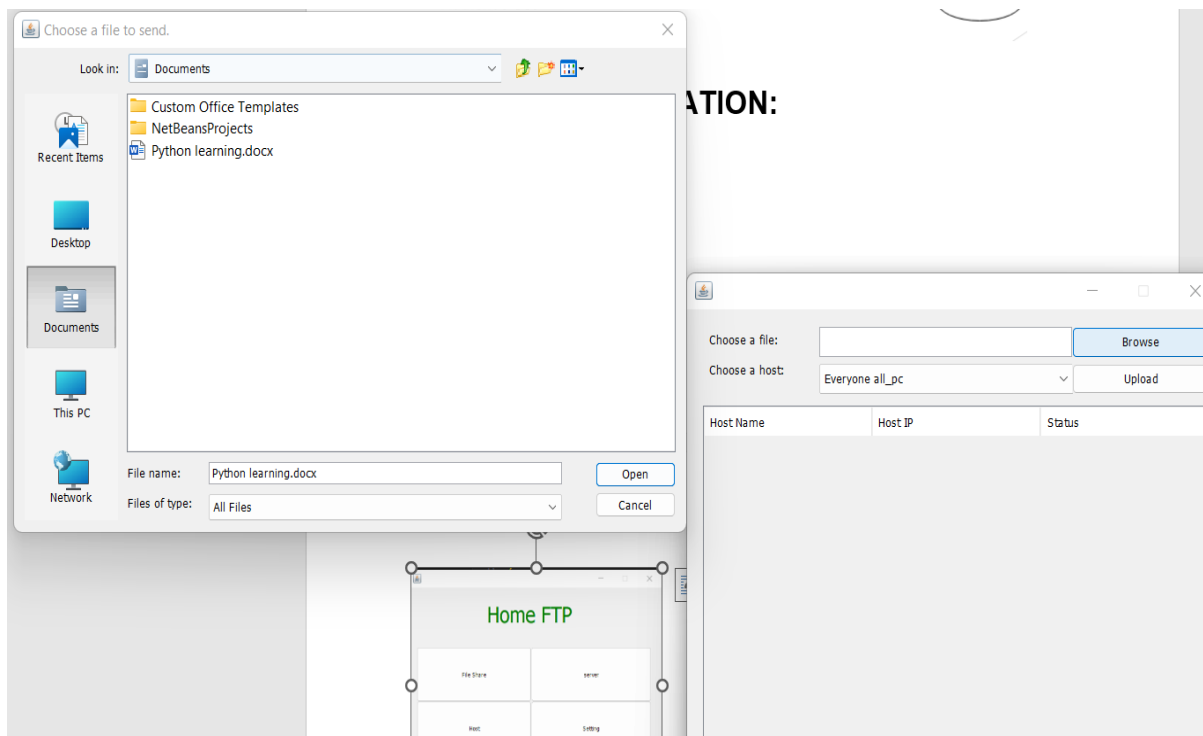 Choose a file to send.
Look in:
Documents
Recent Items
Desktop
Documents
This PC
Network
Custom Office Templates
NetBeansProjects
Python learning.docx
File name:
Python learning.docx
Open
Files of type:
All Files
Cancel
ATION:
Choose a file:
Browse
Choose a host:
Everyone all_pc
Upload
Host Name
Host IP
Status
Home FTP
File Share
server
Host
Setting